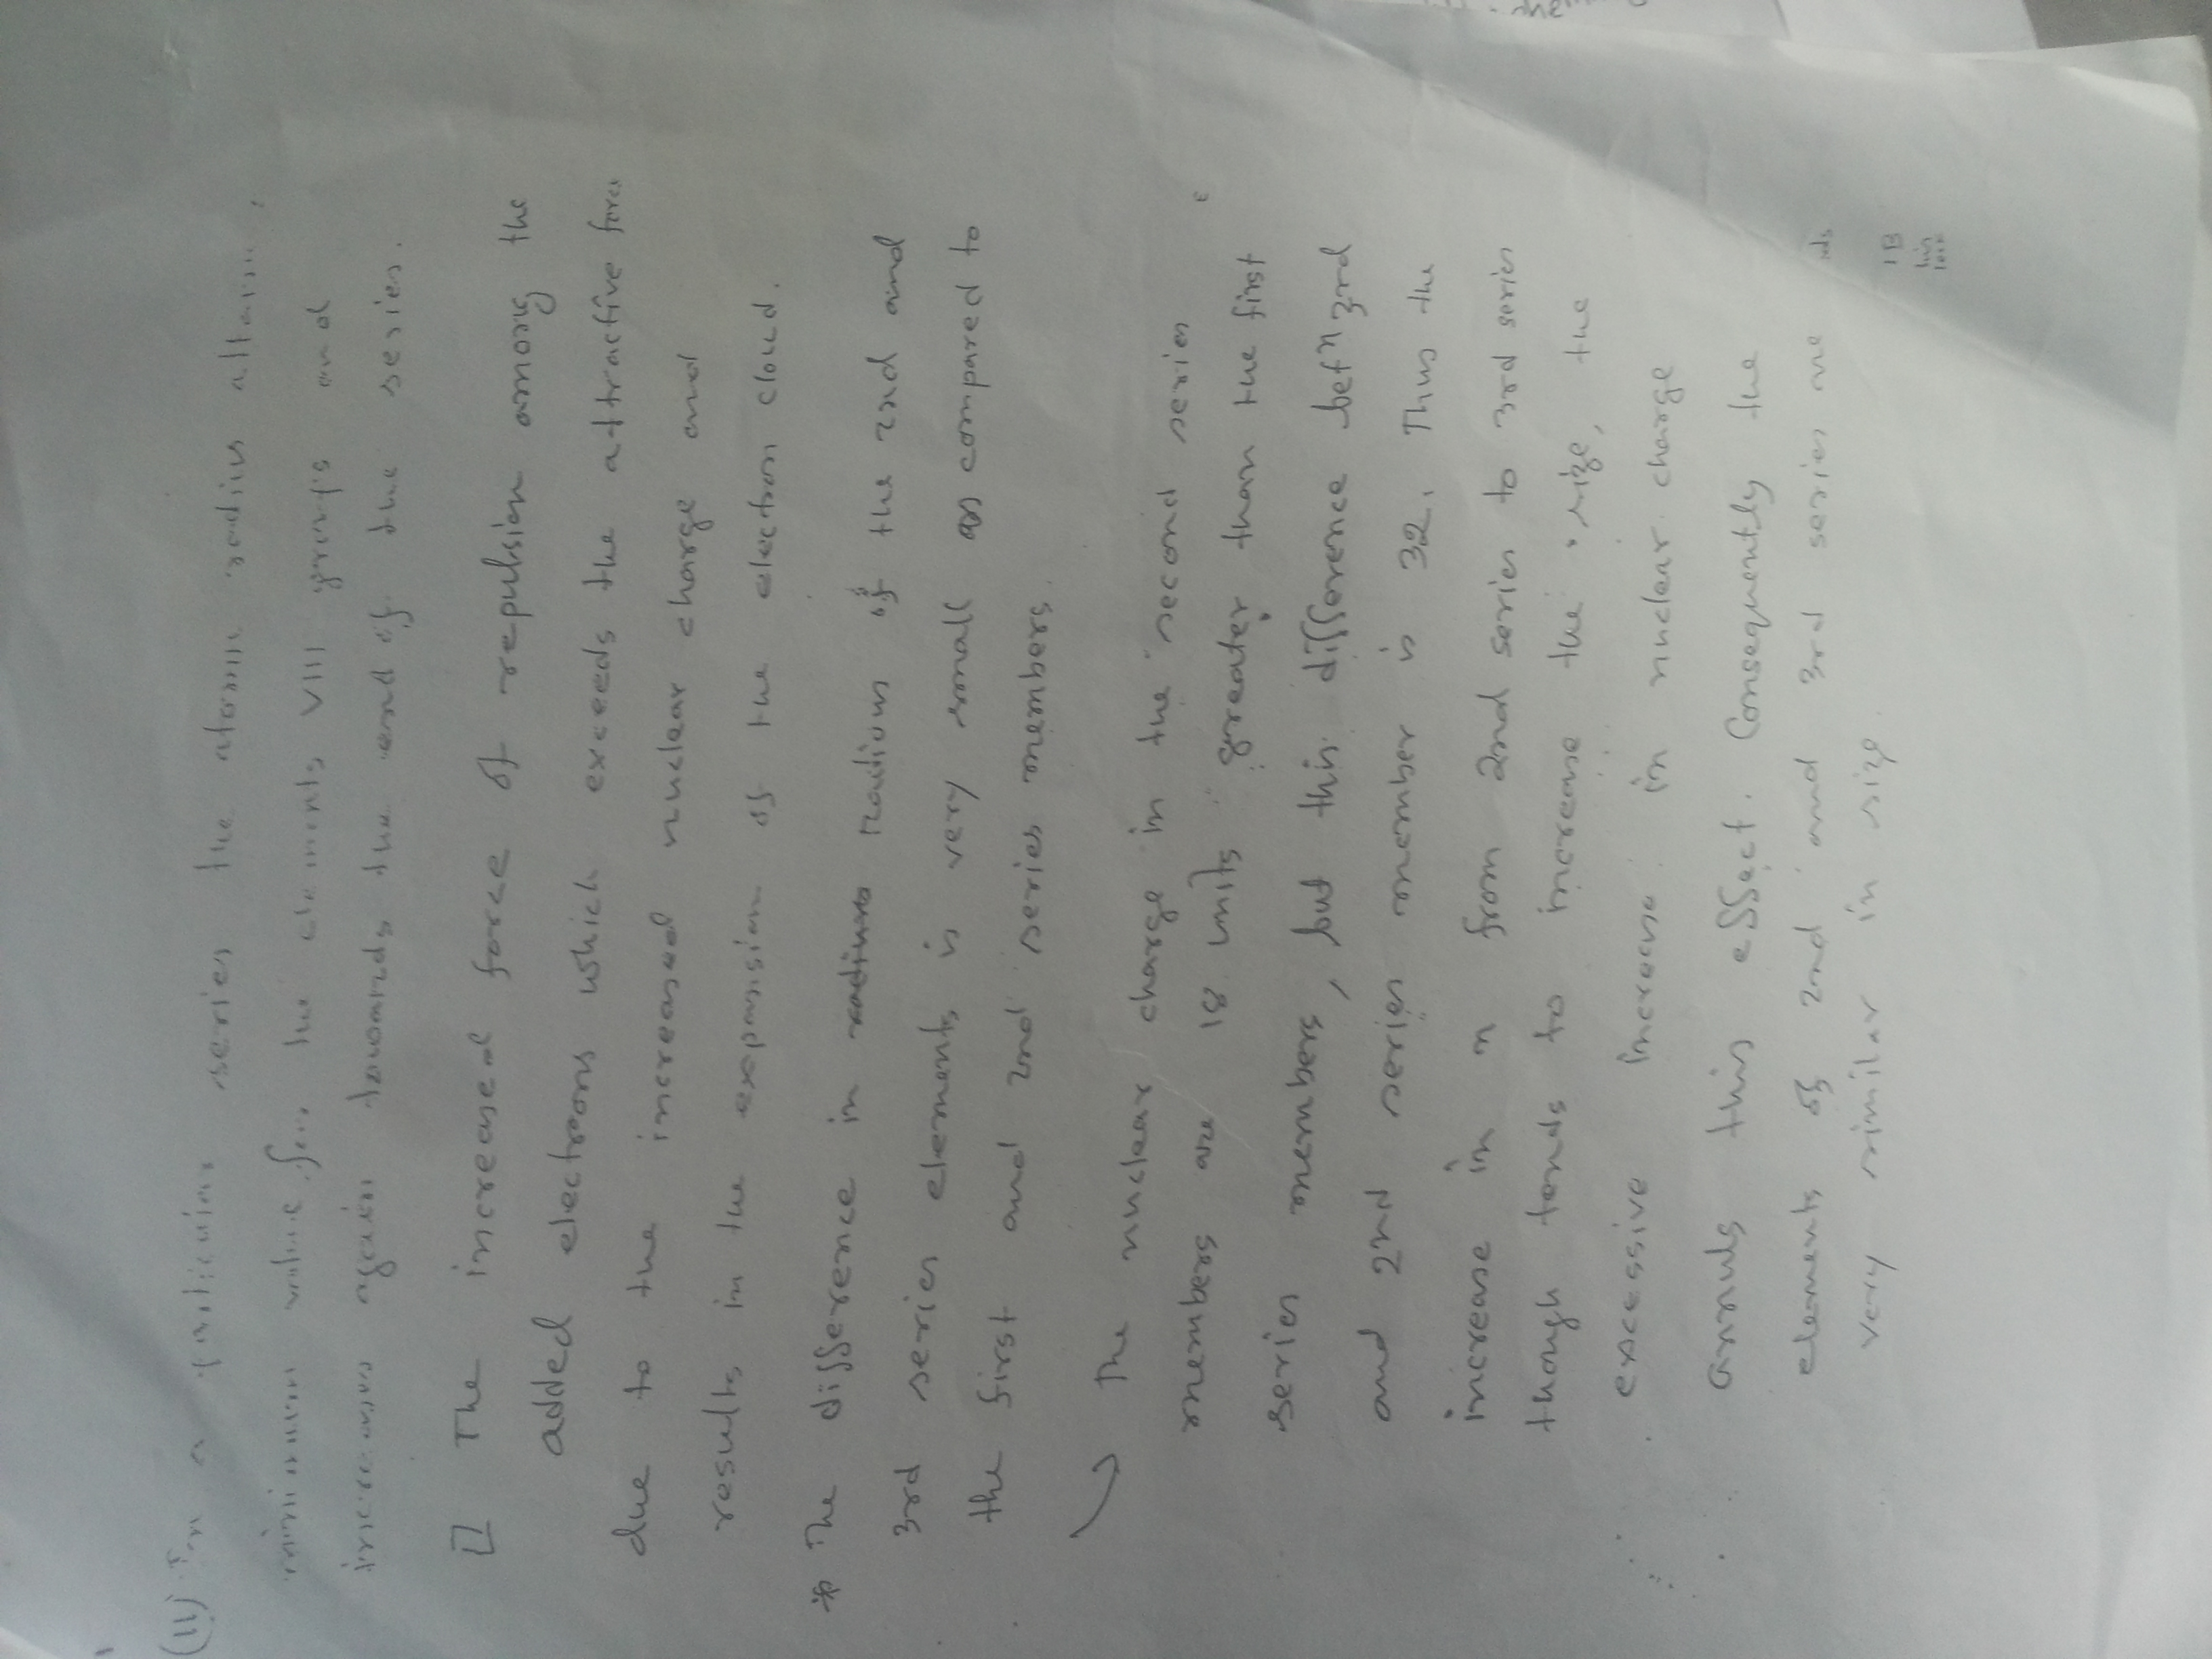 (II) In a particular series the atomic radius attains
minimum value for the elements VIII groups and
increases again towards the end of the series.
[] The increased force of repulsion among the
added electrons which exceeds the attractive force
due to the increased nuclear charge and
results in the expansion of the electron cloud.
* The difference in radius of the 2nd and
3rd series elements is very small as compared to
the first and 2nd series members.
↳ The nuclear charge in the second series
members are 18 units greater than the first
series members, but this difference betn 3rd
and 2nd series member is 32. Thus the
increase in n from 2nd series to 3rd series
though tends to increase the size, the
excessive increase in nuclear charge
annuls this effect. Consequently the
elements of 2nd and 3rd series are
very similar in size.
IB